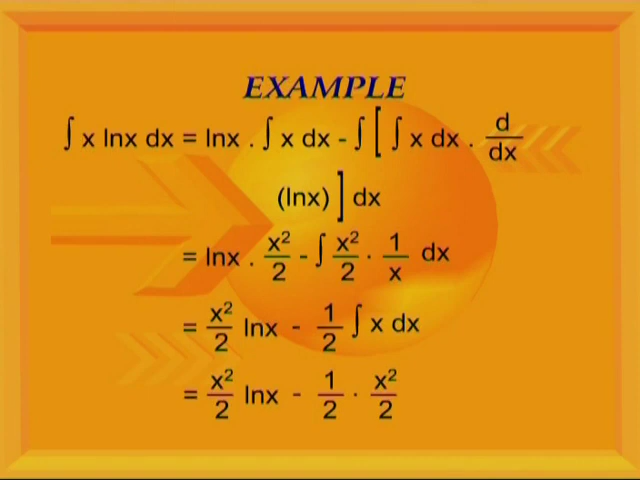 EXAMPLE
∫ x lnx dx = lnx . ∫ x dx - ∫ [ ∫ x dx . d/dx
(lnx) ] dx
= lnx . x²/2 - ∫ x²/2 . 1/x dx
= x²/2 lnx - 1/2 ∫ x dx
= x²/2 lnx - 1/2 . x²/2